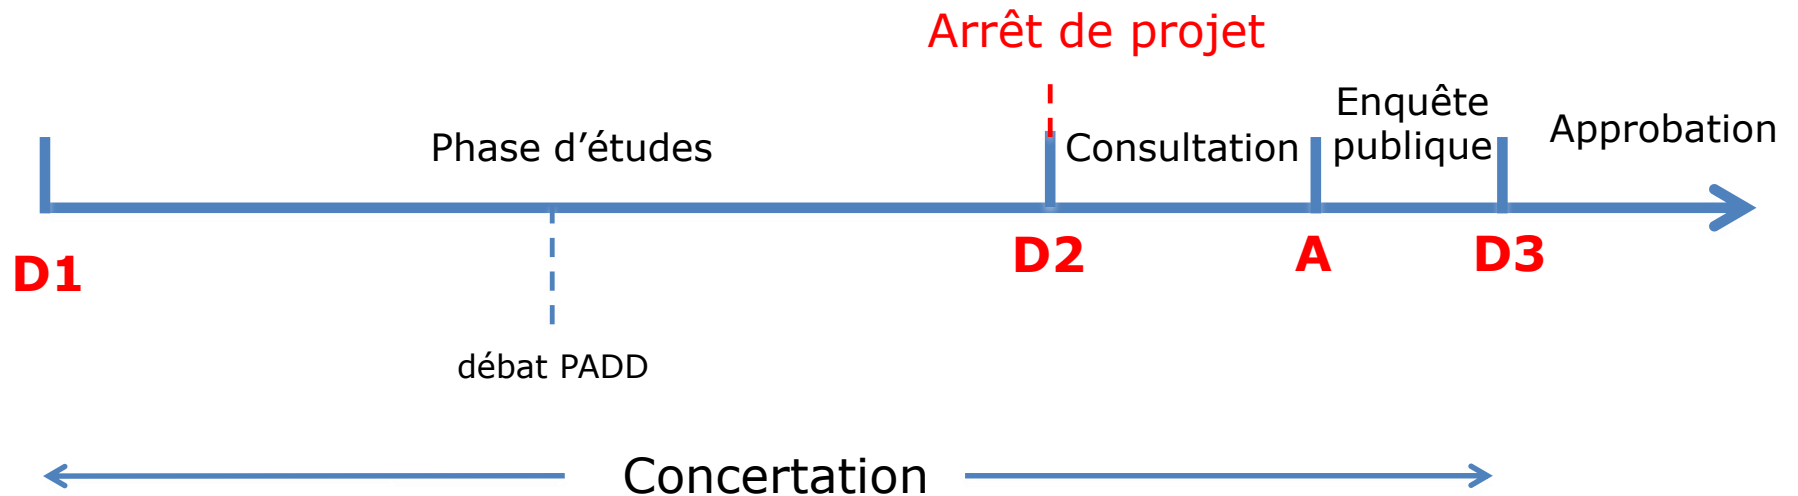 Arrêt de projet
Phase d’études
Consultation
Enquête
publique
Approbation
D1
D2
A
D3
débat PADD
Concertation